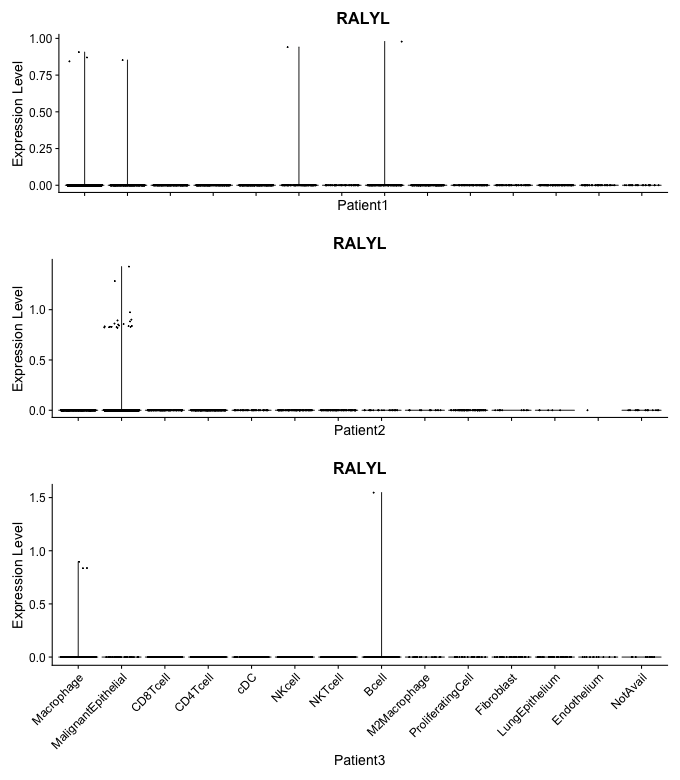 RALYL
Expression Level
1.00
0.75
0.50
0.25
0.00
Patient1
RALYL
Expression Level
1.0
0.5
0.0
Patient2
RALYL
Expression Level
1.5
1.0
0.5
0.0
Macrophage
MalignantEpithelial
CD8Tcell
CD4Tcell
cDC
NKcell
NKTcell
Bcell
M2Macrophage
ProliferatingCell
Fibroblast
LungEpithelium
Endothelium
NotAvail
Patient3